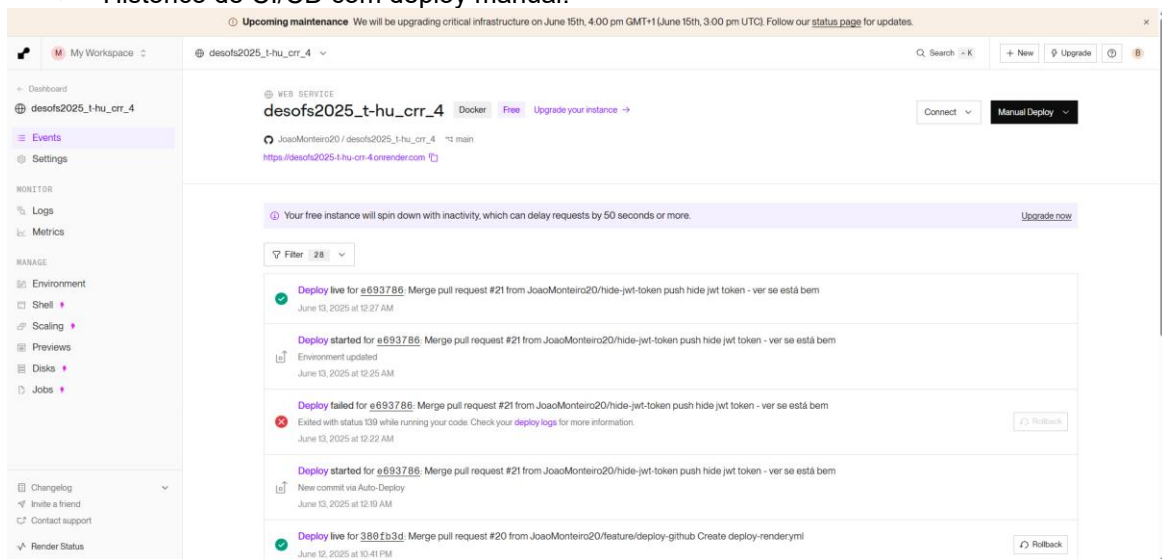 Histórico de CI/CD com deploy manual.
Upcoming maintenance We will be upgrading critical infrastructure on June 15th, 4:00 pm GMT+1 (June 15th, 3:00 pm UTC). Follow our status page for updates.
M My Workspace
desofs2025_t-hu_crr_4
Search
K
+ New
Upgrade
B
← Dashboard
desofs2025_t-hu_crr_4
Events
Settings
MONITOR
Logs
Metrics
MANAGE
Environment
Shell
Scaling
Previews
Disks
Jobs
Changelog
Invite a friend
Contact support
Render Status
WEB SERVICE
desofs2025_t-hu_crr_4 Docker Free Upgrade your instance →
Connect
Manual Deploy
JoaoMonteiro20 / desofs2025_t-hu_crr_4 main
https://desofs2025-t-hu-crr-4.onrender.com
Your free instance will spin down with inactivity, which can delay requests by 50 seconds or more.
Upgrade now
Filter 28
Deploy live for e693786: Merge pull request #21 from JoaoMonteiro20/hide-jwt-token push hide jwt token - ver se está bem
June 13, 2025 at 12:27 AM
Deploy started for e693786: Merge pull request #21 from JoaoMonteiro20/hide-jwt-token push hide jwt token - ver se está bem
Environment updated
June 13, 2025 at 12:25 AM
Deploy failed for e693786: Merge pull request #21 from JoaoMonteiro20/hide-jwt-token push hide jwt token - ver se está bem
Exited with status 139 while running your code. Check your deploy logs for more information.
June 13, 2025 at 12:22 AM
Rollback
Deploy started for e693786: Merge pull request #21 from JoaoMonteiro20/hide-jwt-token push hide jwt token - ver se está bem
New commit via Auto-Deploy
June 13, 2025 at 12:19 AM
Deploy live for 380fb3d: Merge pull request #20 from JoaoMonteiro20/feature/deploy-github Create deploy-render.yml
June 12, 2025 at 10:41 PM
Rollback